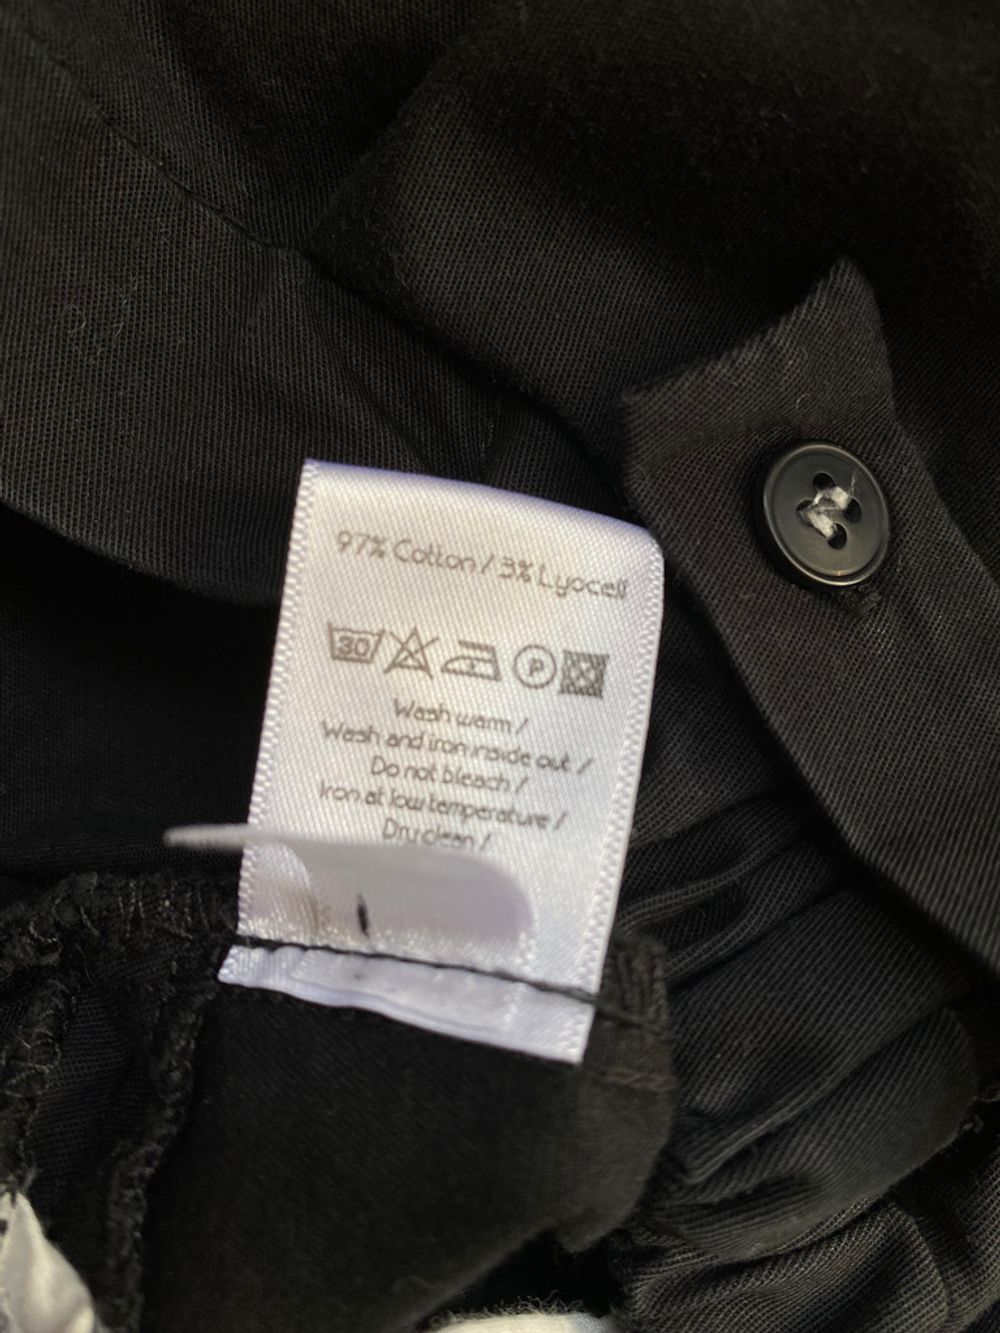 97% Cotton / 3% Lyocell
30 P
Wash warm /
Wash and iron inside out /
Do not bleach /
Iron at low temperature /
Dry clean /